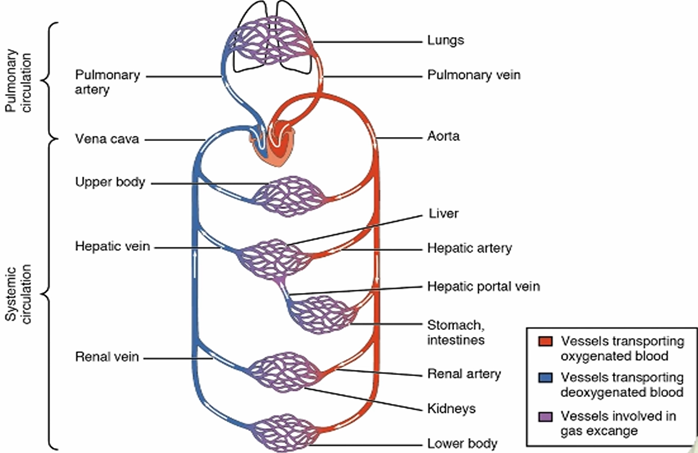 Pulmonary
circulation
Systemic
circulation
Pulmonary
artery
Vena cava
Upper body
Hepatic vein
Renal vein
Lungs
Pulmonary vein
Aorta
Liver
Hepatic artery
Hepatic portal vein
Stomach,
intestines
Renal artery
Kidneys
Lower body
Vessels transporting
oxygenated blood
Vessels transporting
deoxygenated blood
Vessels involved in
gas excange